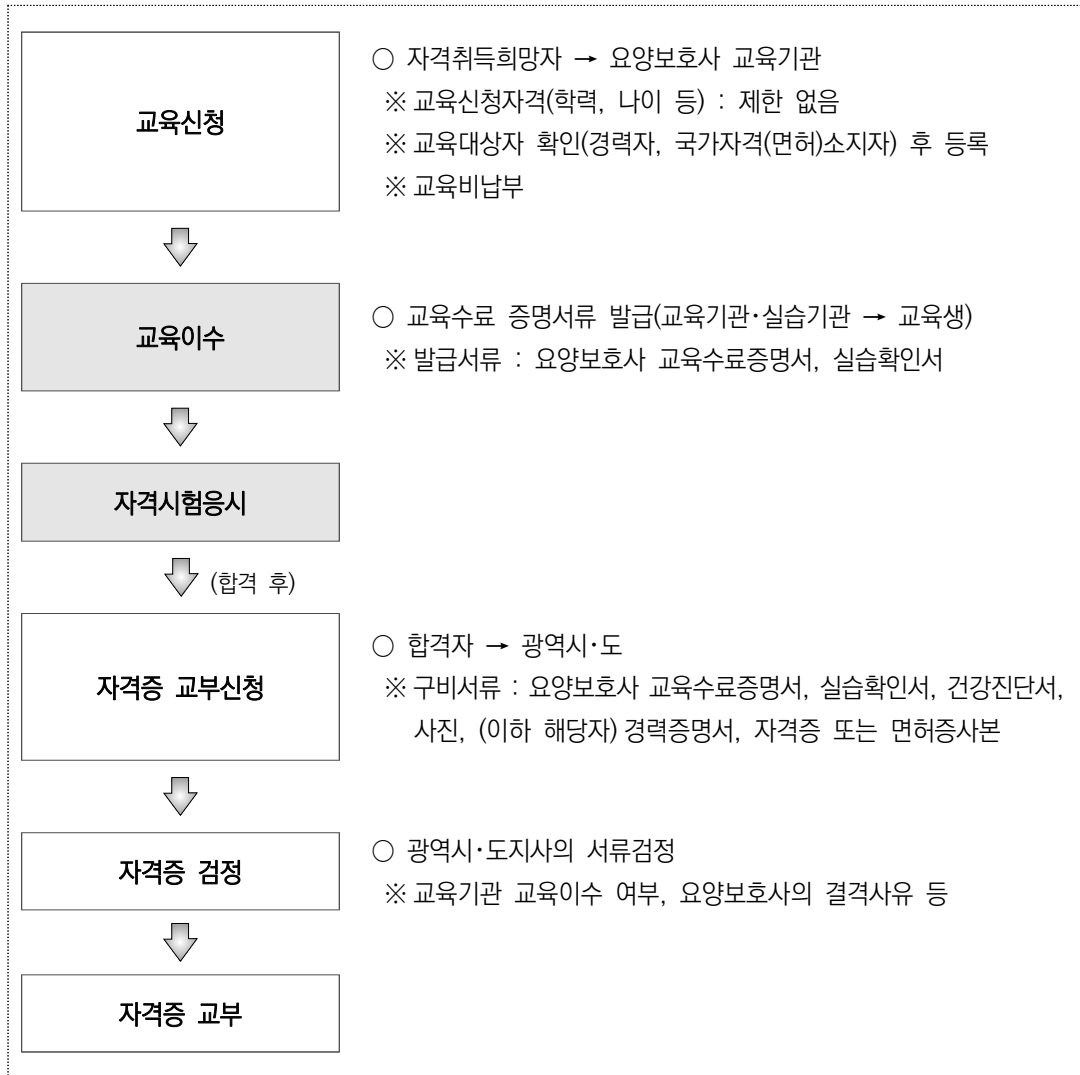 교육신청
○ 자격취득희망자 → 요양보호사 교육기관
※ 교육신청자격(학력, 나이 등) : 제한 없음
※ 교육대상자 확인(경력자, 국가자격(면허)소지자) 후 등록
※ 교육비납부
교육이수
○ 교육수료 증명서류 발급(교육기관·실습기관 → 교육생)
※ 발급서류 : 요양보호사 교육수료증명서, 실습확인서
자격시험응시
(합격 후)
자격증 교부신청
○ 합격자 → 광역시·도
※ 구비서류 : 요양보호사 교육수료증명서, 실습확인서, 건강진단서,
사진, (이하 해당자) 경력증명서, 자격증 또는 면허증사본
자격증 검정
○ 광역시·도지사의 서류검정
※ 교육기관 교육이수 여부, 요양보호사의 결격사유 등
자격증 교부